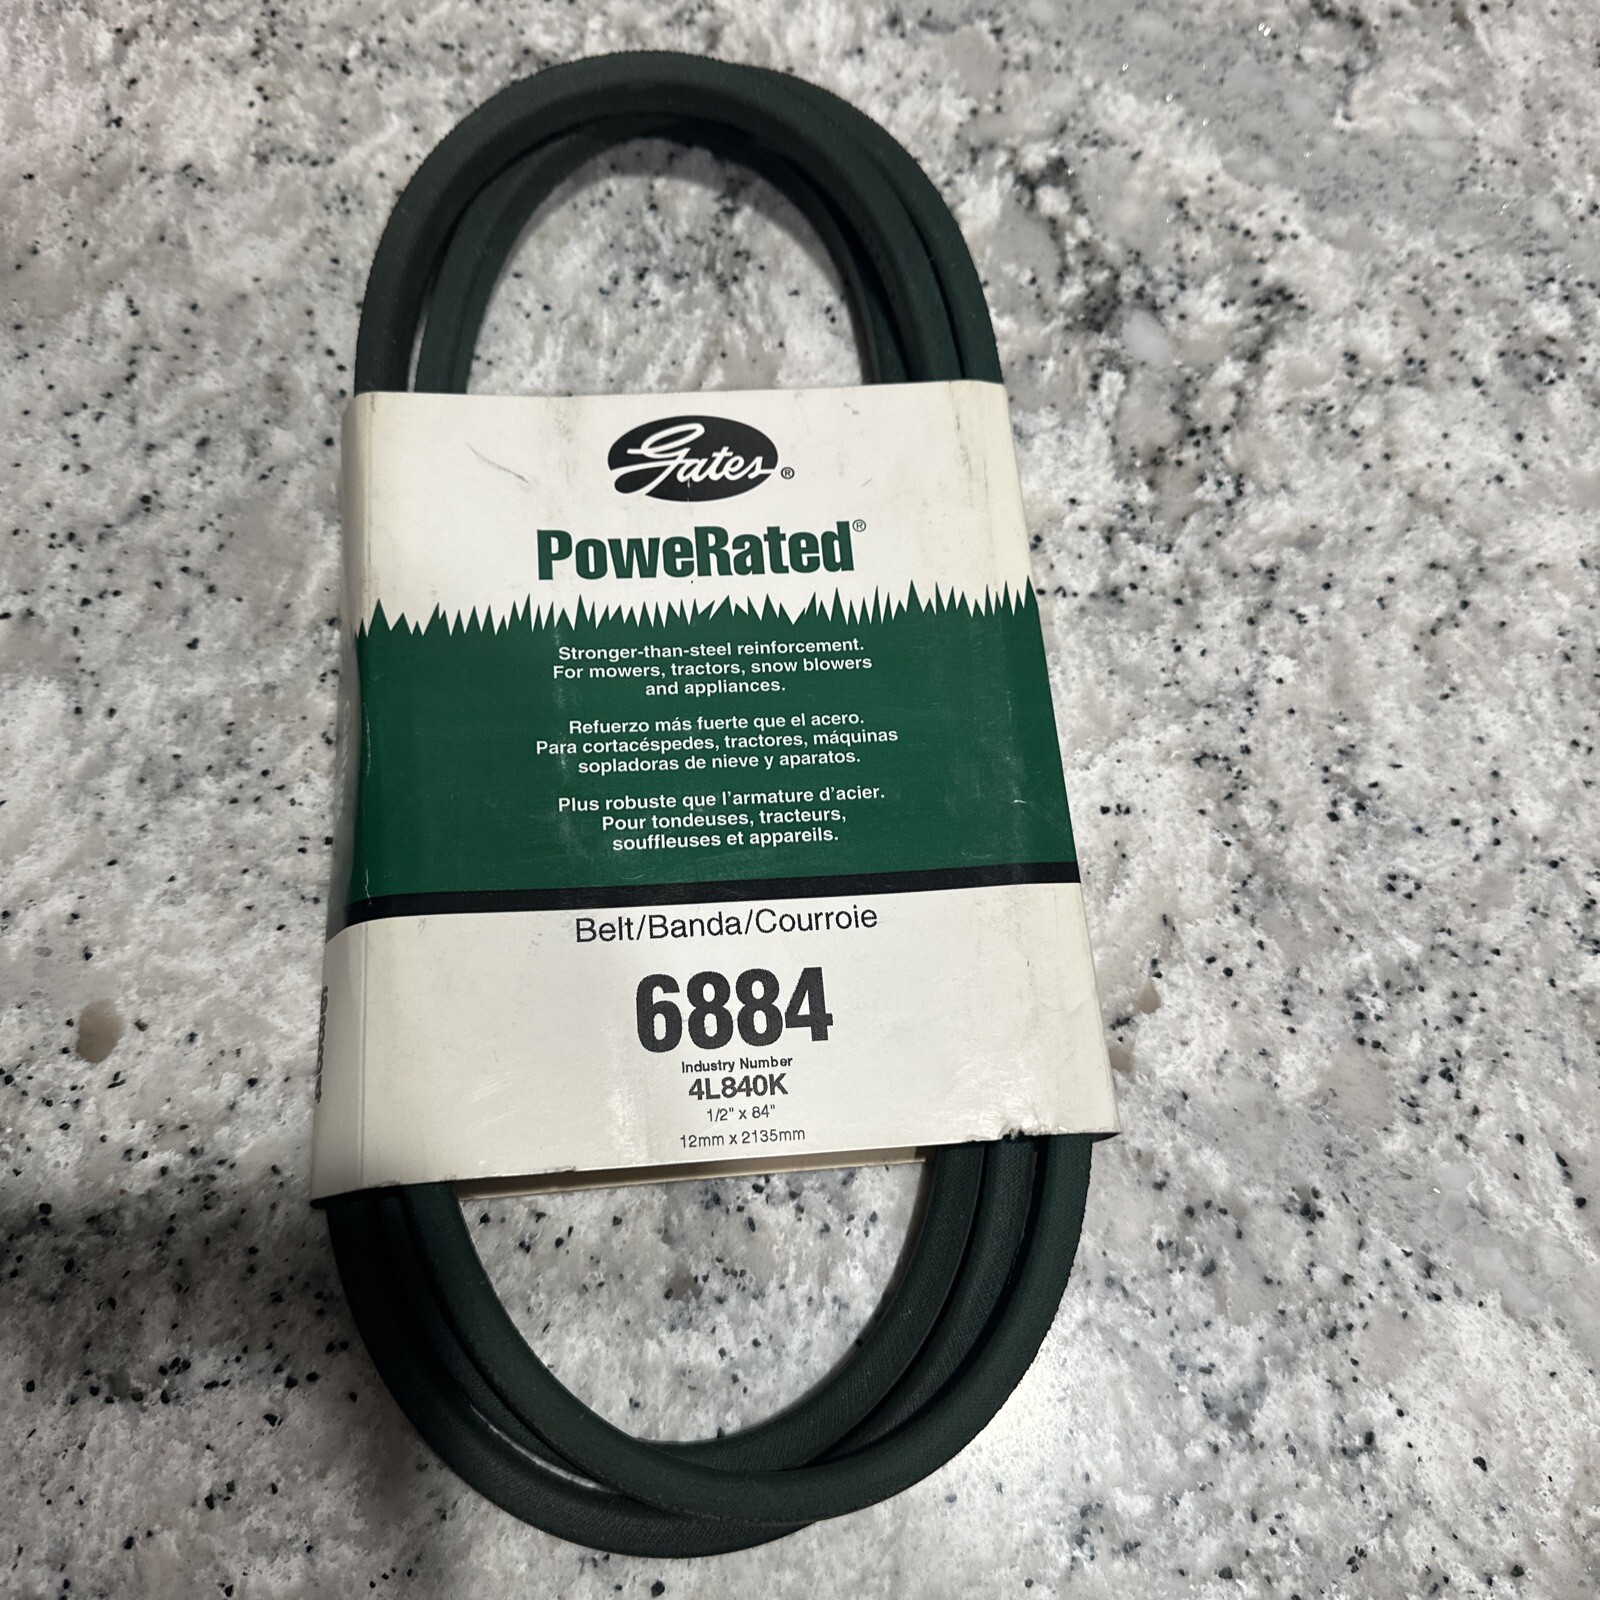 Gates®
PoweRated®
Stronger-than-steel reinforcement.
For mowers, tractors, snow blowers
and appliances.
Refuerzo más fuerte que el acero.
Para cortacéspedes, tractores, máquinas
sopladoras de nieve y aparatos.
Plus robuste que l'armature d'acier.
Pour tondeuses, tracteurs,
souffleuses et appareils.
Belt/Banda/Courroie
6884
Industry Number
4L840K
1/2" x 84"
12mm x 2135mm